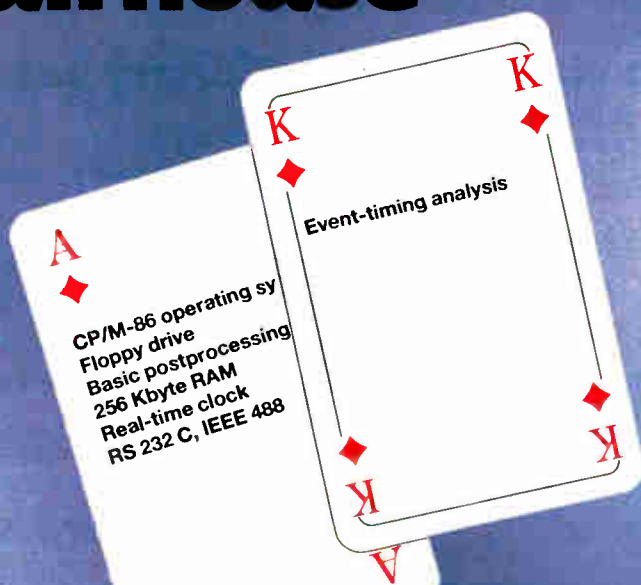 A
CP/M-86 operating sy
Floppy drive
Basic postprocessing
256 Kbyte RAM
Real-time clock
RS 232 C, IEEE 488
K
K
Event-timing analysis
K
K
A